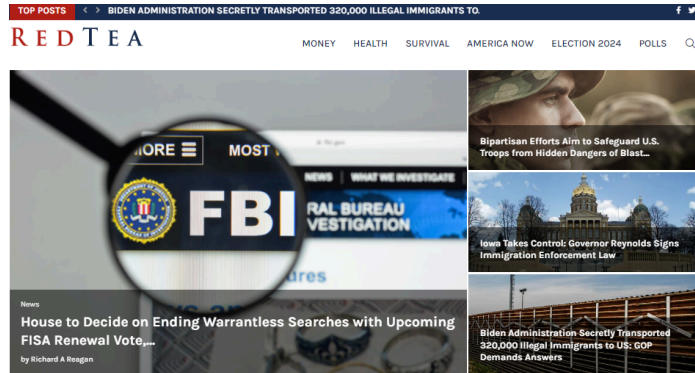 TOP POSTS < > BIDEN ADMINISTRATION SECRETLY TRANSPORTED 320,000 ILLEGAL IMMIGRANTS TO.
RED TEA
MONEY HEALTH SURVIVAL AMERICA NOW ELECTION 2024 POLLS
MORE MOST
NEWS WHAT WE INVESTIGATE
FBI
RAL BUREAU
VESTIGATION
ures
News
House to Decide on Ending Warrantless Searches with Upcoming
FISA Renewal Vote,...
by Richard A Reagan
Bipartisan Efforts Aim to Safeguard U.S.
Troops from Hidden Dangers of Blast...
Iowa Takes Control: Governor Reynolds Signs
Immigration Enforcement Law
Biden Administration Secretly Transported
320,000 Illegal Immigrants to US: GOP
Demands Answers